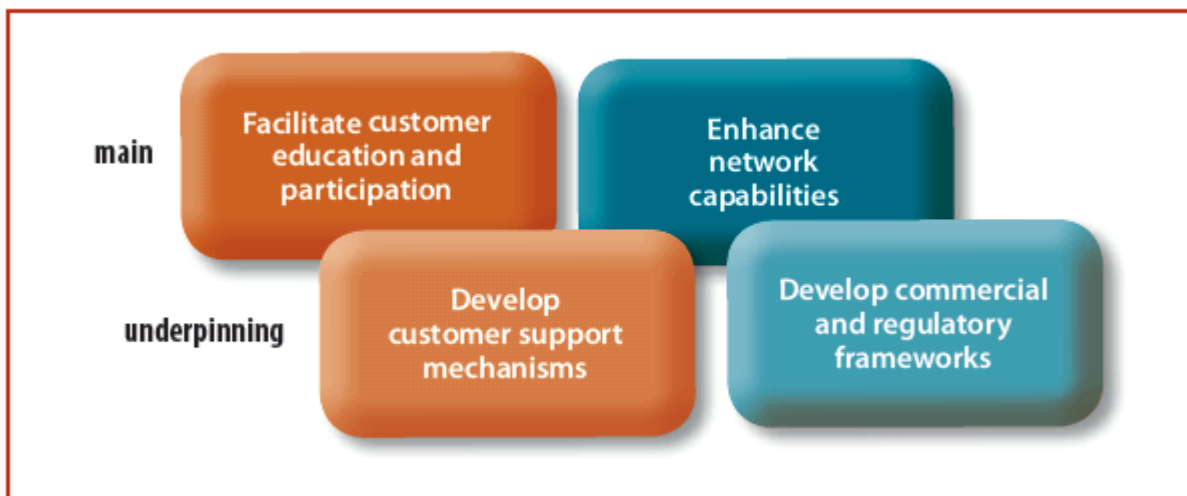 main
Facilitate customer
education and
participation
Enhance
network
capabilities
underpinning
Develop
customer support
mechanisms
Develop commercial
and regulatory
frameworks